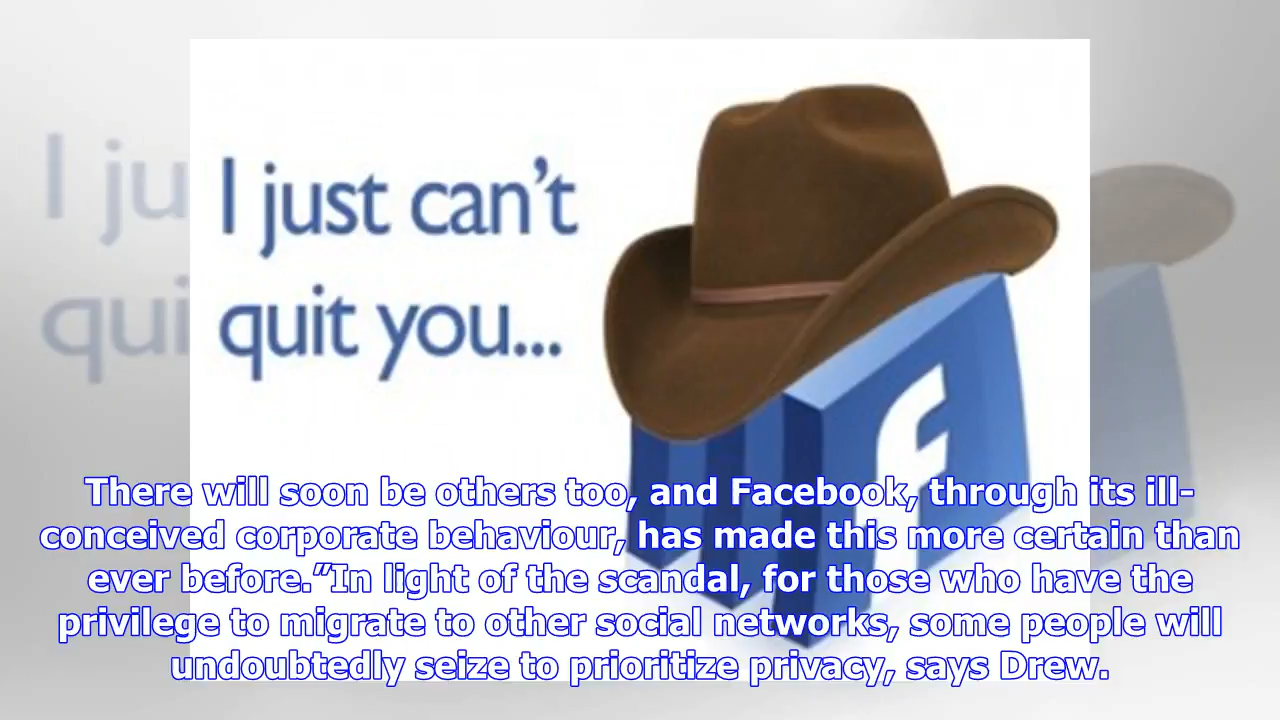 I just can't
quit you...
There will soon be others too, and Facebook, through its ill-
conceived corporate behaviour, has made this more certain than
ever before.”In light of the scandal, for those who have the
privilege to migrate to other social networks, some people will
undoubtedly seize to prioritize privacy, says Drew.